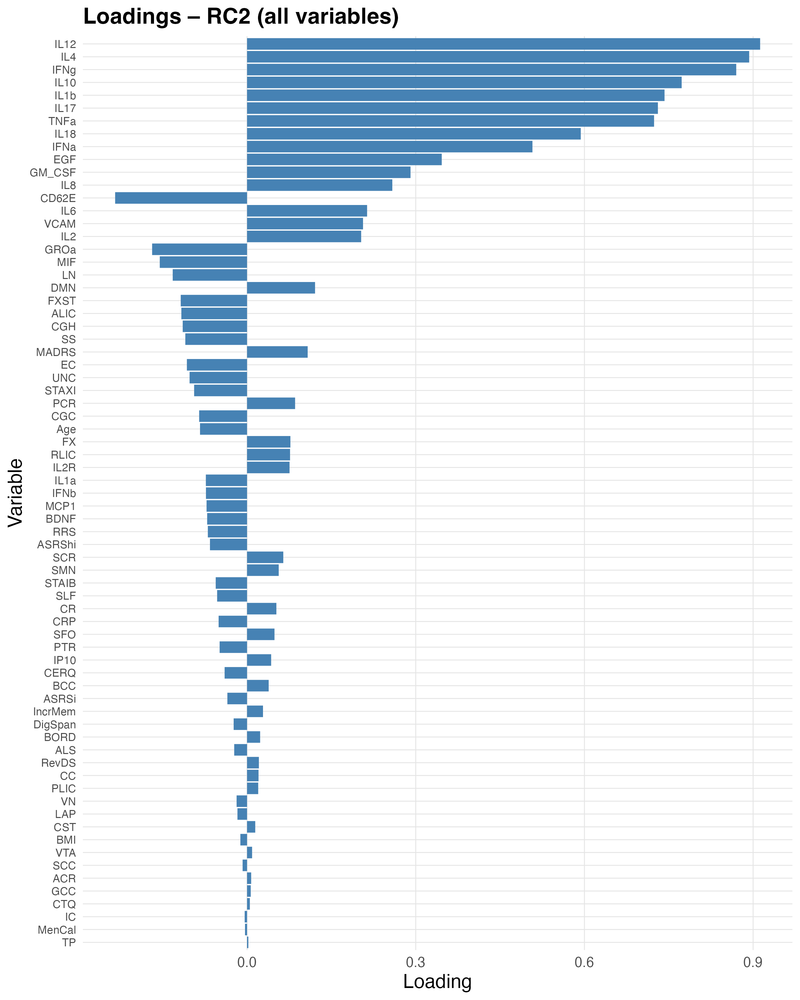 Loadings – RC2 (all variables)
IL12
IL4
IFNg
IL10
IL1b
IL17
TNFa
IL18
IFNa
EGF
GM_CSF
IL8
CD62E
IL6
VCAM
IL2
GROa
MIF
LN
DMN
FXST
ALIC
CGH
SS
MADRS
EC
UNC
STAXI
PCR
CGC
Age
FX
RLIC
IL2R
IL1a
IFNb
MCP1
BDNF
RRS
ASRShi
SCR
SMN
STAIB
SLF
CR
CRP
SFO
PTR
IP10
CERQ
BCC
ASRSi
IncrMem
DigSpan
BORD
ALS
RevDS
CC
PLIC
VN
LAP
CST
BMI
VTA
SCC
ACR
GCC
CTQ
IC
MenCal
TP
Variable
0.0 0.3 0.6 0.9
Loading